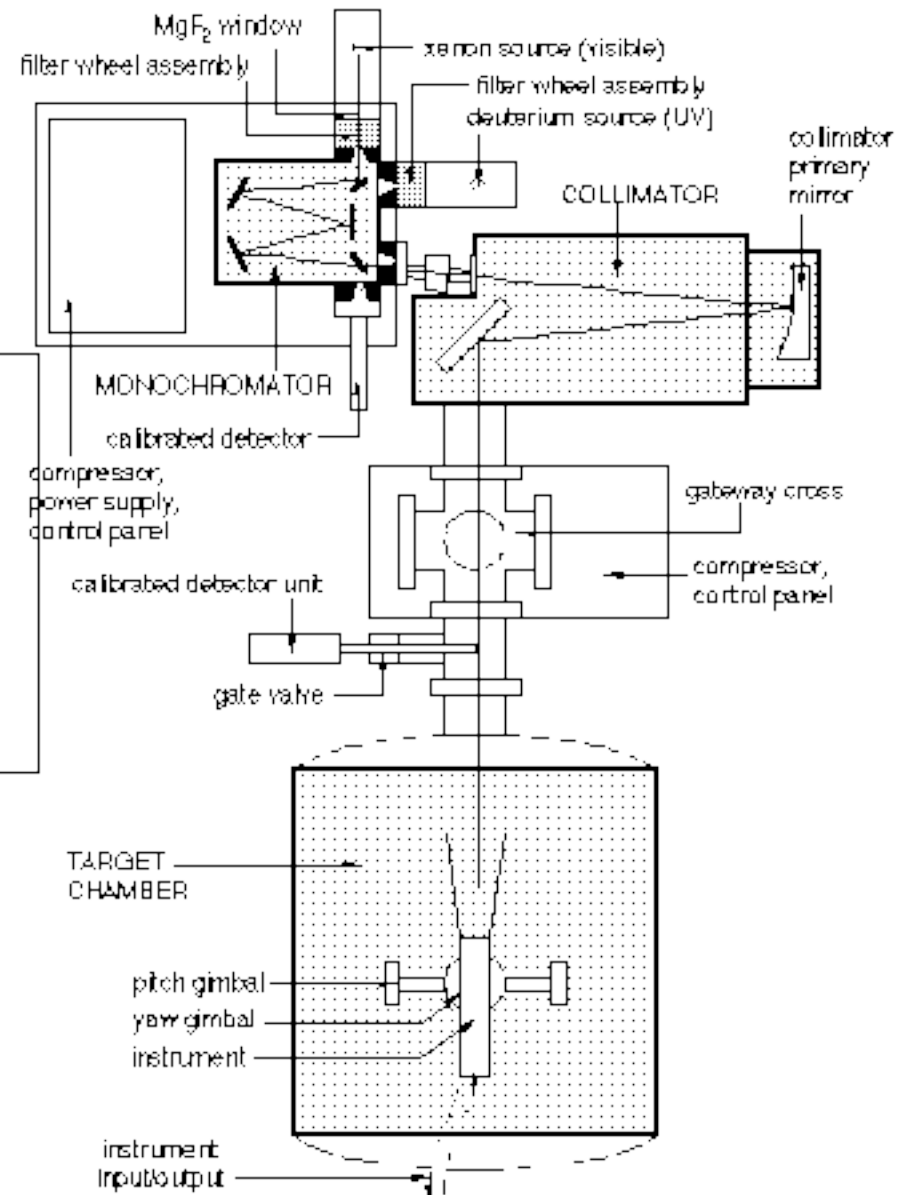 MgF₂ window
xenon source (visible)
filter wheel assembly
filter wheel assembly
deuterium source (UV)
collimator
primary
mirror
COLLIMATOR
MONOCHROMATOR
calibrated detector
compressor,
power supply,
control panel
gateway cross
calibrated detector unit
compressor,
control panel
gate valve
TARGET
CHAMBER
pitch gimbal
yaw gimbal
instrument
instrument
input/output